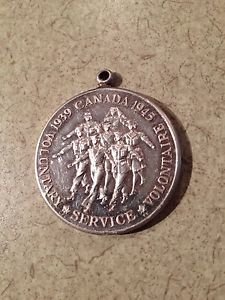 1939 CANADA 1945
VOLUNTARY SERVICE VOLONTAIRE